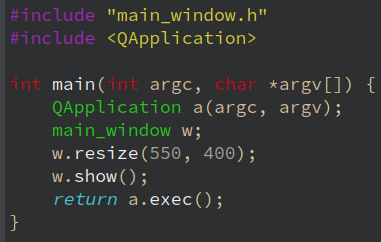 #include "main_window.h"
#include <QApplication>

int main(int argc, char *argv[]) {
    QApplication a(argc, argv);
    main_window w;
    w.resize(550, 400);
    w.show();
    return a.exec();
}